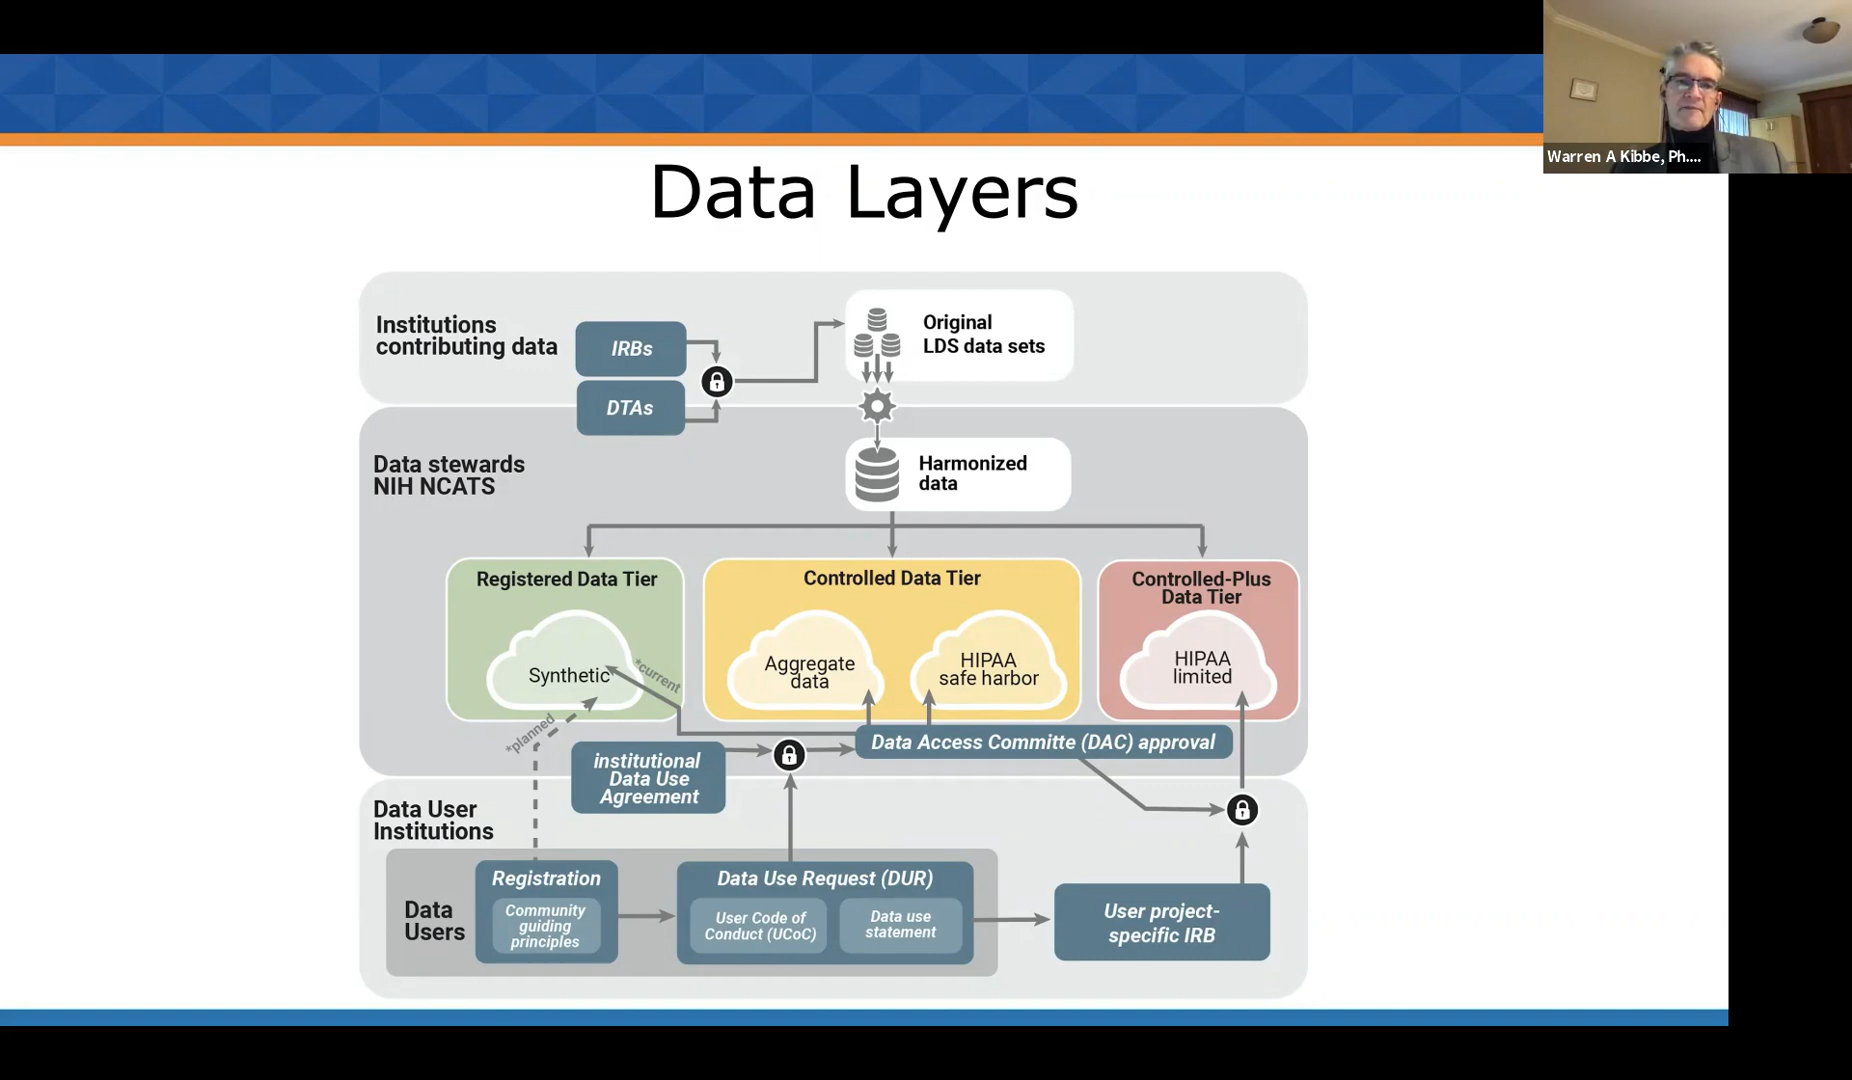 Warren A Kibbe, Ph....
Data Layers
Institutions
contributing data
IRBs
DTAs
Original
LDS data sets
Data stewards
NIH NCATS
Harmonized
data
Registered Data Tier
Synthetic
*current
*planned
Controlled Data Tier
Aggregate
data
HIPAA
safe harbor
Controlled-Plus
Data Tier
HIPAA
limited
institutional
Data Use
Agreement
Data Access Committe (DAC) approval
Data User
Institutions
Data
Users
Registration
Community
guiding
principles
Data Use Request (DUR)
User Code of
Conduct (UCoC)
Data use
statement
User project-
specific IRB